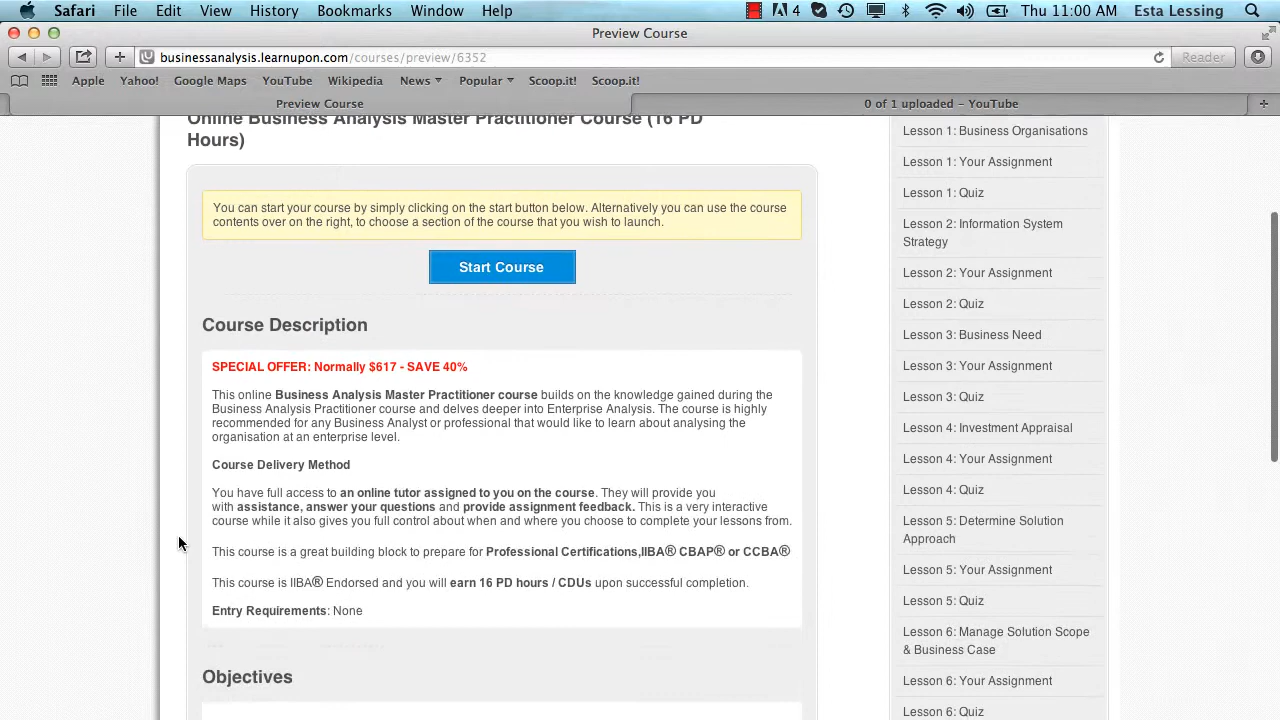 Safari File Edit View History Bookmarks Window Help 4 Thu 11:00 AM Esta Lessing
Preview Course
businessanalysis.learnupon.com/courses/preview/6352 Reader
Apple Yahoo! Google Maps YouTube Wikipedia News Popular Scoop.it! Scoop.it!
Preview Course 0 of 1 uploaded – YouTube
Online Business Analysis Master Practitioner Course (16 PD
Hours)
You can start your course by simply clicking on the start button below. Alternatively you can use the course
contents over on the right, to choose a section of the course that you wish to launch.
Start Course
Course Description
SPECIAL OFFER: Normally $617 - SAVE 40%
This online Business Analysis Master Practitioner course builds on the knowledge gained during the
Business Analysis Practitioner course and delves deeper into Enterprise Analysis. The course is highly
recommended for any Business Analyst or professional that would like to learn about analysing the
organisation at an enterprise level.
Course Delivery Method
You have full access to an online tutor assigned to you on the course. They will provide you
with assistance, answer your questions and provide assignment feedback. This is a very interactive
course while it also gives you full control about when and where you choose to complete your lessons from.
This course is a great building block to prepare for Professional Certifications,IIBA® CBAP® or CCBA®
This course is IIBA® Endorsed and you will earn 16 PD hours / CDUs upon successful completion.
Entry Requirements: None
Objectives
Lesson 1: Business Organisations
Lesson 1: Your Assignment
Lesson 1: Quiz
Lesson 2: Information System
Strategy
Lesson 2: Your Assignment
Lesson 2: Quiz
Lesson 3: Business Need
Lesson 3: Your Assignment
Lesson 3: Quiz
Lesson 4: Investment Appraisal
Lesson 4: Your Assignment
Lesson 4: Quiz
Lesson 5: Determine Solution
Approach
Lesson 5: Your Assignment
Lesson 5: Quiz
Lesson 6: Manage Solution Scope
& Business Case
Lesson 6: Your Assignment
Lesson 6: Quiz